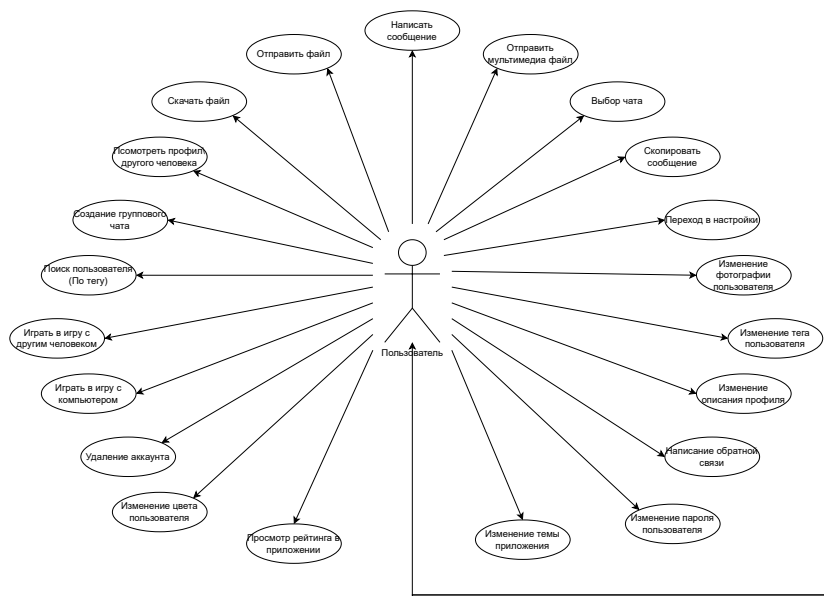 Написать
сообщение
Отправить файл
Отправить
мультимедиа файл
Скачать файл
Выбор чата
Псомотреть профил
другого человека
Скопировать
сообщение
Создание группового
чата
Переход в настройки
Поиск пользователя
(По тегу)
Изменение
фотографии
пользователя
Играть в игру с
другим человеком
Изменение тега
пользователя
Пользователь
Играть в игру с
компьютером
Изменение
описания профиля
Удаление аккаунта
Написание обратной
связи
Изменение цвета
пользователя
Изменение пароля
пользователя
Просмотр рейтинга в
приложении
Изменение темы
приложения